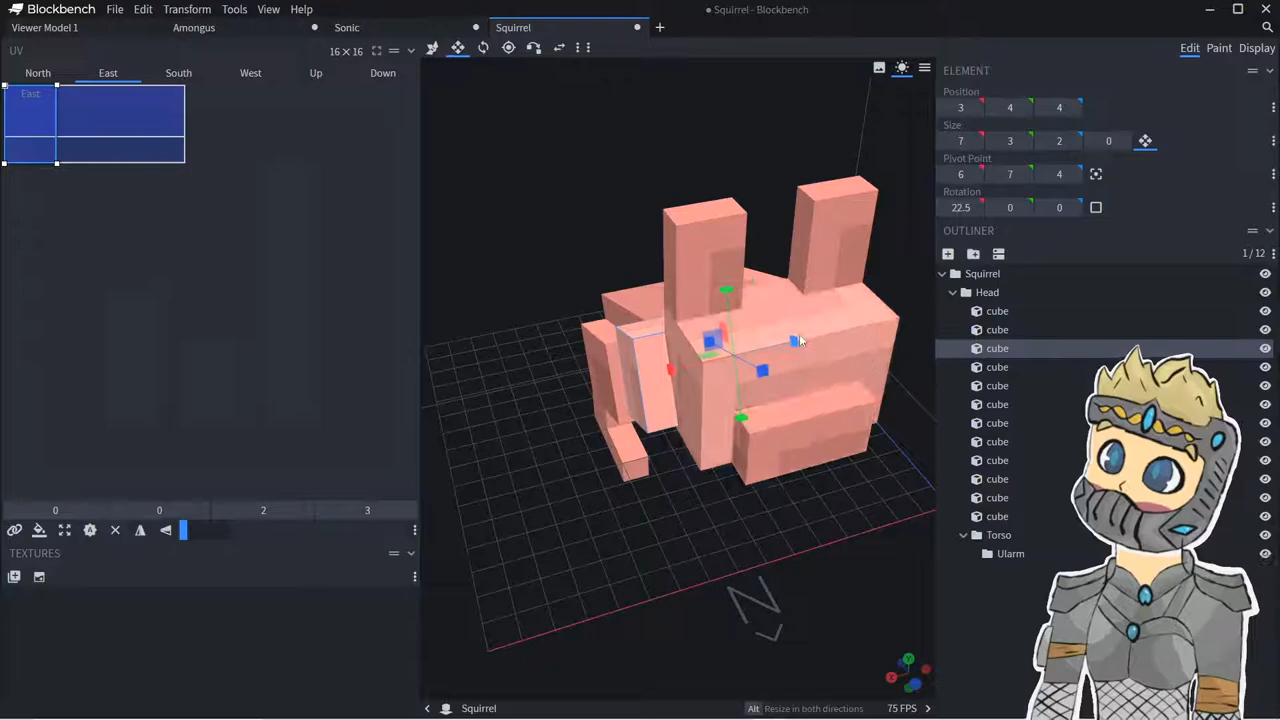 File Edit Transform Tools View Help
• Squirrel - Blockbench
Viewer Model 1 Amongus Sonic Squirrel
UV 16 × 16
Edit Paint Display
North East South West Up Down
East
ELEMENT
Position
3 4 4
Size
7 3 2 0
Pivot Point
6 7 4
Rotation
22.5 0 0
OUTLINER
1 / 12
Squirrel
Head
cube
cube
cube
cube
cube
cube
cube
cube
cube
cube
cube
cube
Torso
Ularm
0 0 2 3
TEXTURES
N
Y
X
Squirrel
Alt Resize in both directions
75 FPS